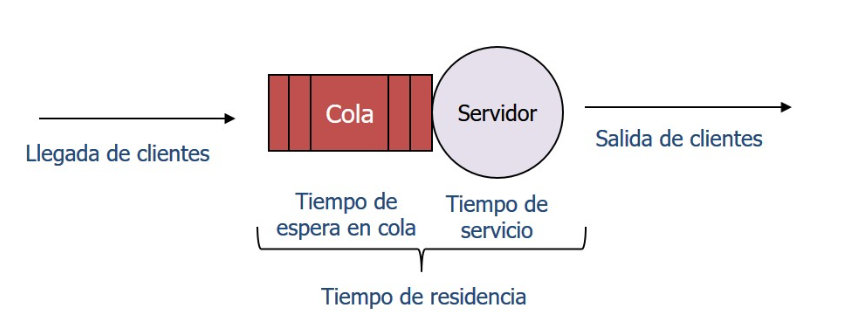 Cola
Servidor
Llegada de clientes
Salida de clientes
Tiempo de
espera en cola
Tiempo de
servicio
Tiempo de residencia